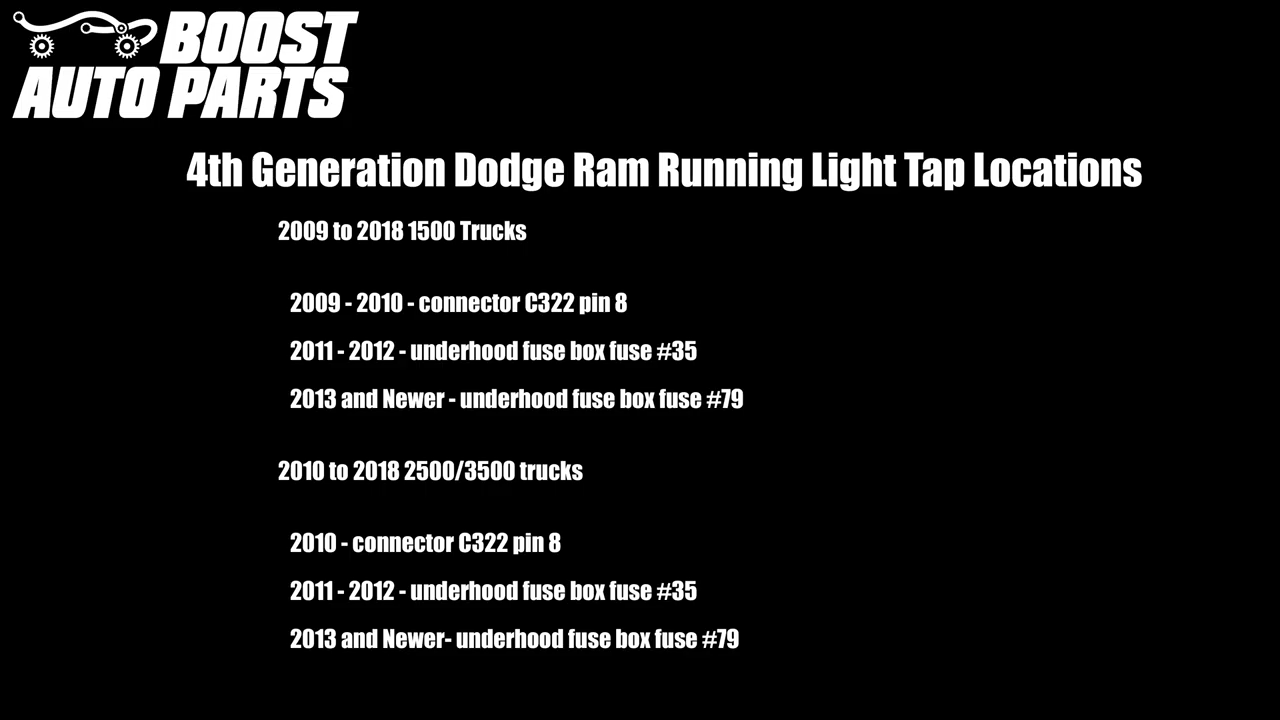 BOOST
AUTO PARTS
4th Generation Dodge Ram Running Light Tap Locations
2009 to 2018 1500 Trucks
2009 - 2010 - connector C322 pin 8
2011 - 2012 - underhood fuse box fuse #35
2013 and Newer - underhood fuse box fuse #79
2010 to 2018 2500/3500 trucks
2010 - connector C322 pin 8
2011 - 2012 - underhood fuse box fuse #35
2013 and Newer- underhood fuse box fuse #79